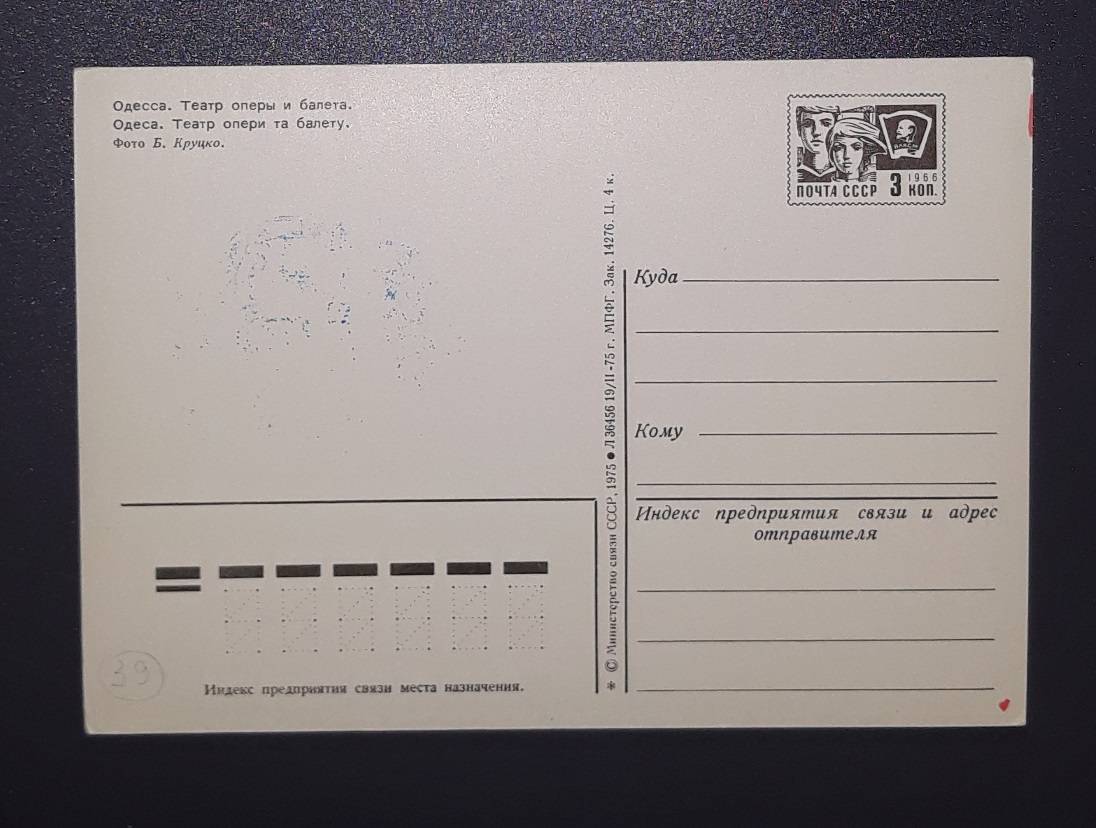 Одесса. Театр оперы и балета.
Одеса. Театр опери та балету.
Фото Б. Круцко.
ВЛКСМ
1966
ПОЧТА СССР 3 КОП.
Куда
Кому
Индекс предприятия связи и адрес
отправителя
* © Министерство связи СССР, 1975 ● Л 36456 19/II-75 г. МПФГ. Зак. 14276. Ц. 4 к.
Индекс предприятия связи места назначения.
39